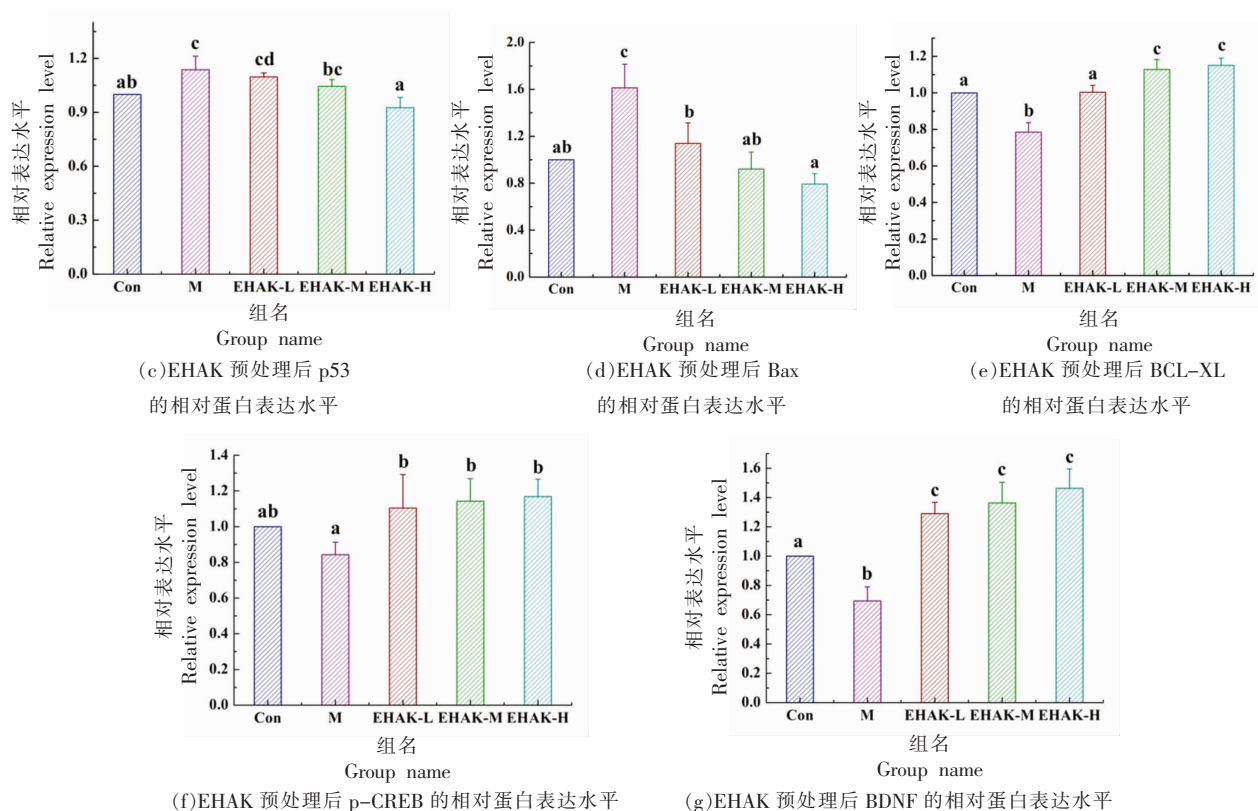 相对表达水平
Relative expression level
1.2
0.9
0.6
0.3
0.0
ab
c
cd
bc
a
Con
M
EHAK-L
EHAK-M
EHAK-H
组名
Group name
(c)EHAK 预处理后 p53
的相对蛋白表达水平
相对表达水平
Relative expression level
2.0
1.6
1.2
0.8
0.4
0.0
ab
c
b
ab
a
Con
M
EHAK-L
EHAK-M
EHAK-H
组名
Group name
(d)EHAK 预处理后 Bax
的相对蛋白表达水平
相对表达水平
Relative expression level
1.2
1.0
0.8
0.6
0.4
0.2
0.0
a
b
a
c
c
Con
M
EHAK-L
EHAK-M
EHAK-H
组名
Group name
(e)EHAK 预处理后 BCL-XL
的相对蛋白表达水平
相对表达水平
Relative expression level
1.4
1.2
1.0
0.8
0.6
0.4
0.2
0.0
ab
a
b
b
b
Con
M
EHAK-L
EHAK-M
EHAK-H
组名
Group name
(f)EHAK 预处理后 p-CREB 的相对蛋白表达水平
相对表达水平
Relative expression level
1.6
1.4
1.2
1.0
0.8
0.6
0.4
0.2
0.0
a
b
c
c
c
Con
M
EHAK-L
EHAK-M
EHAK-H
组名
Group name
(g)EHAK 预处理后 BDNF 的相对蛋白表达水平